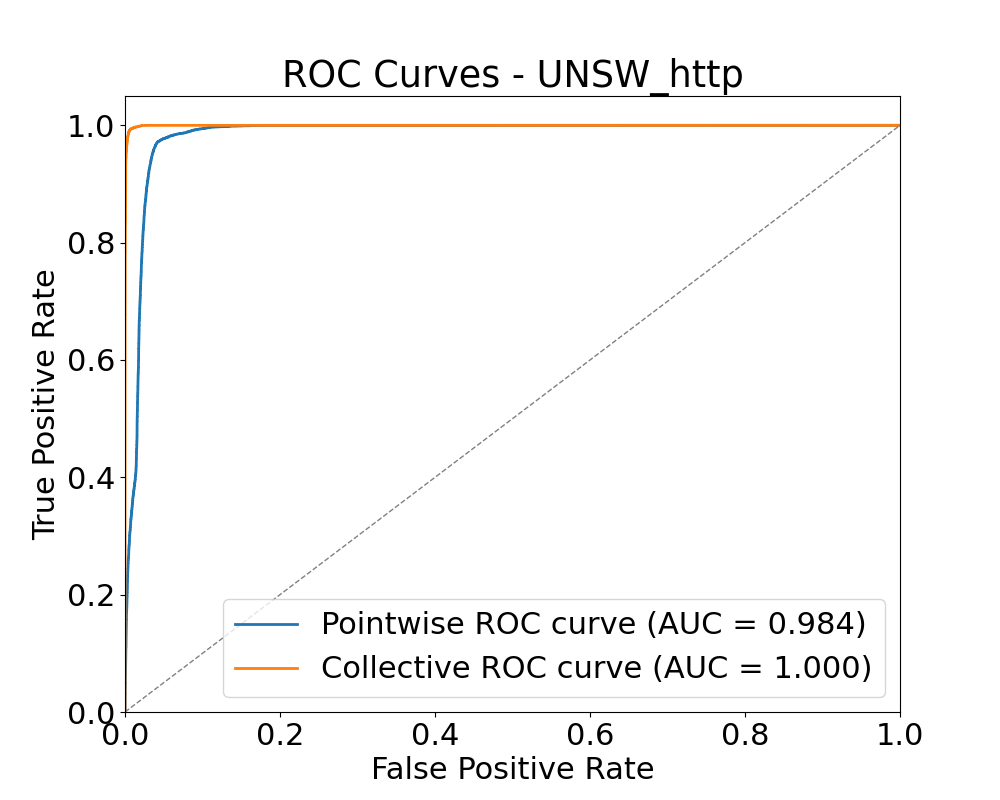 ROC Curves - UNSW_http
True Positive Rate
1.0
0.8
0.6
0.4
0.2
0.0
Pointwise ROC curve (AUC = 0.984)
Collective ROC curve (AUC = 1.000)
0.0 0.2 0.4 0.6 0.8 1.0
False Positive Rate